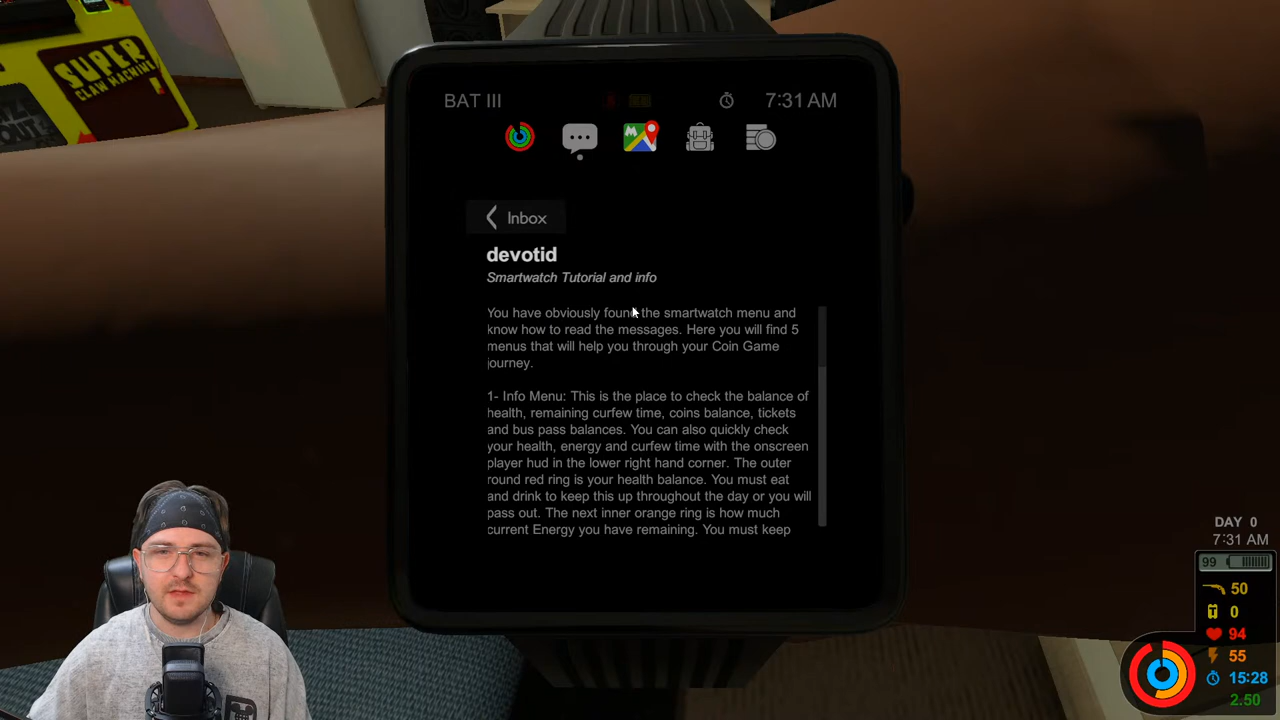 SUPER
CLAW MACHINE
BAT III
7:31 AM
Inbox
devotid
Smartwatch Tutorial and info
You have obviously found the smartwatch menu and
know how to read the messages. Here you will find 5
menus that will help you through your Coin Game
journey.
1- Info Menu: This is the place to check the balance of
health, remaining curfew time, coins balance, tickets
and bus pass balances. You can also quickly check
your health, energy and curfew time with the onscreen
player hud in the lower right hand corner. The outer
round red ring is your health balance. You must eat
and drink to keep this up throughout the day or you will
pass out. The next inner orange ring is how much
current Energy you have remaining. You must keep
DAY 0
7:31 AM
99
50
0
94
55
15:28
2.50